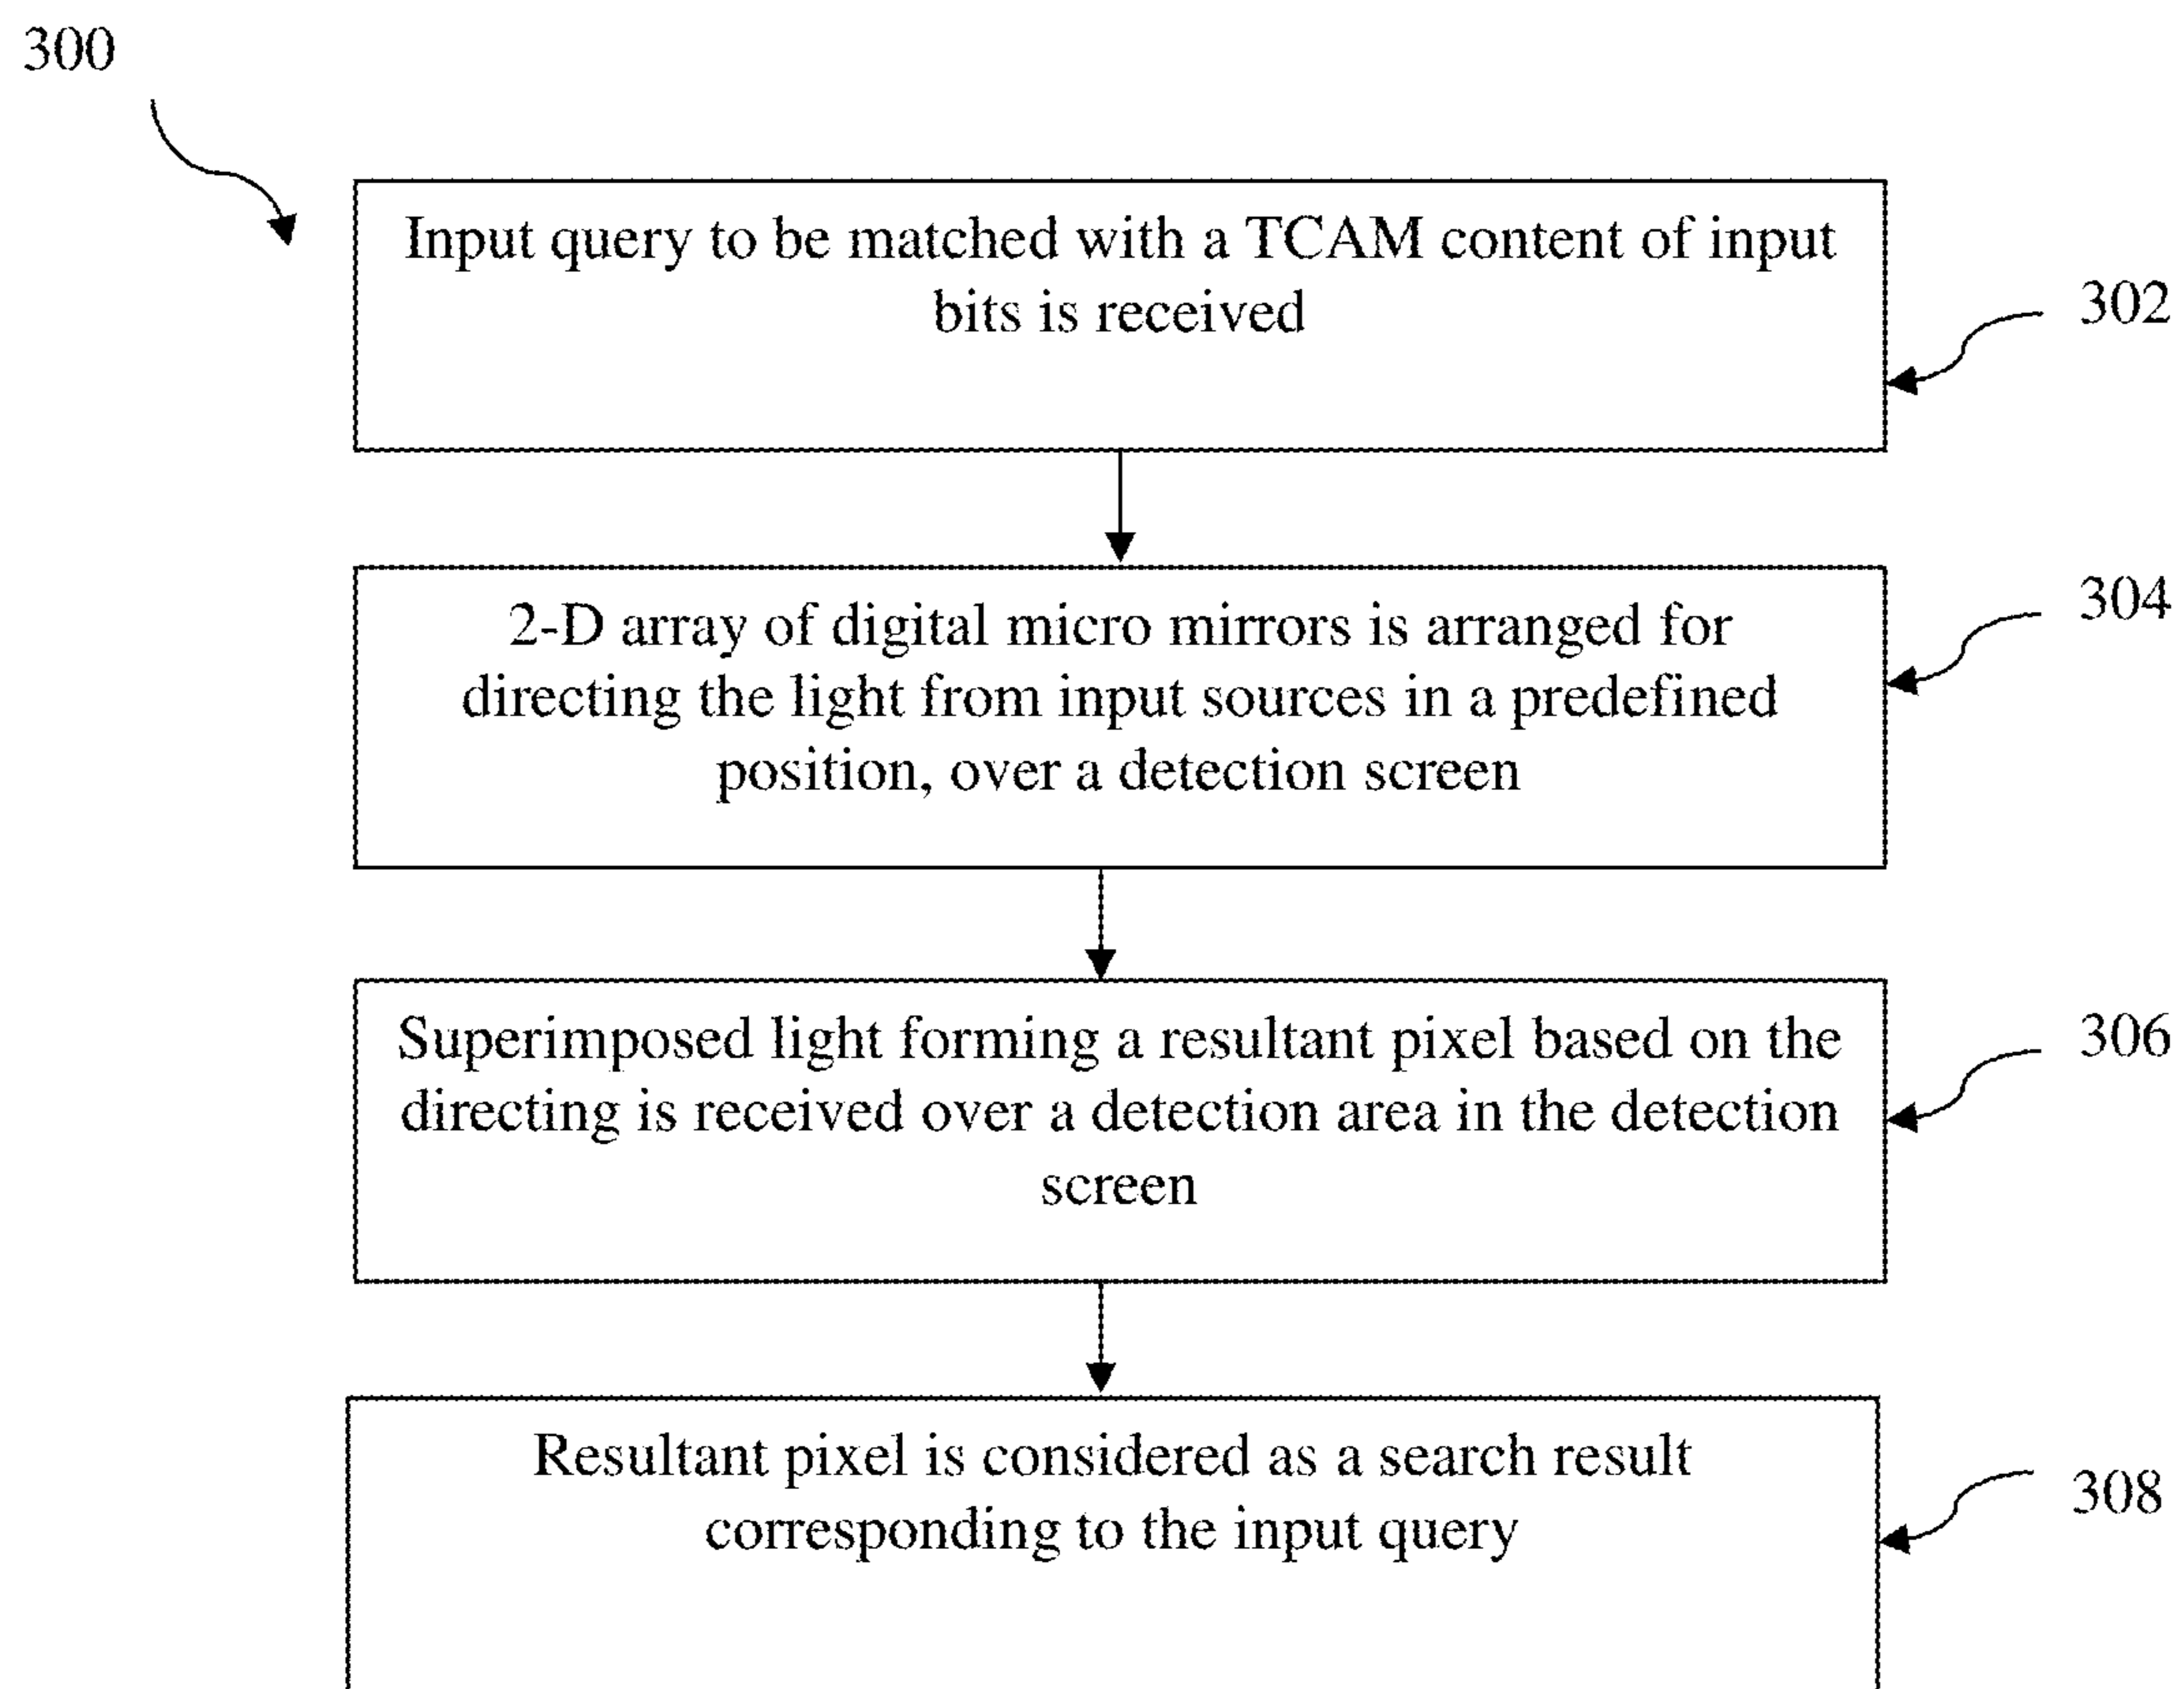 300
Input query to be matched with a TCAM content of input
bits is received
302
2-D array of digital micro mirrors is arranged for
directing the light from input sources in a predefined
position, over a detection screen
304
Superimposed light forming a resultant pixel based on the
directing is received over a detection area in the detection
screen
306
Resultant pixel is considered as a search result
corresponding to the input query
308